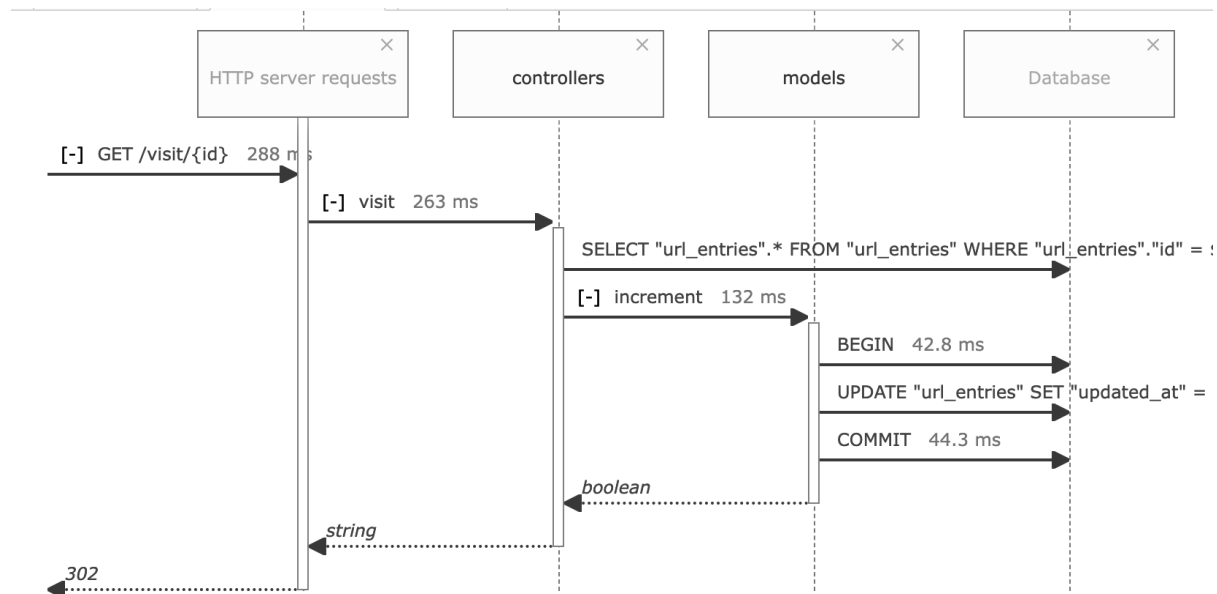 HTTP server requests
controllers
models
Database
[-] GET /visit/{id} 288 ms
[-] visit 263 ms
SELECT "url_entries".* FROM "url_entries" WHERE "url_entries"."id" =
[-] increment 132 ms
BEGIN 42.8 ms
UPDATE "url_entries" SET "updated_at" =
COMMIT 44.3 ms
boolean
string
302